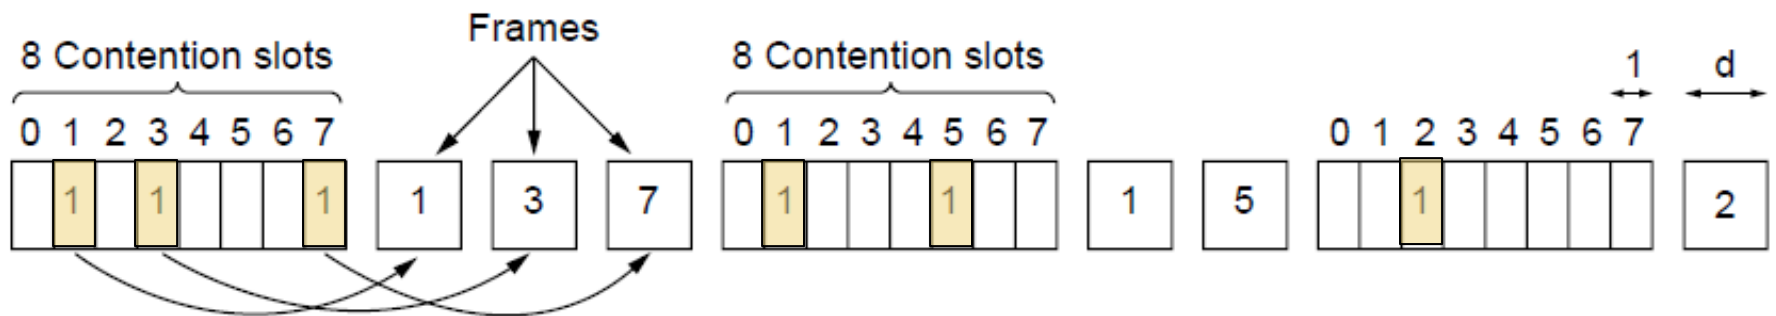 Frames
8 Contention slots 8 Contention slots 1 d
0 1 2 3 4 5 6 7 0 1 2 3 4 5 6 7 0 1 2 3 4 5 6 7
1 1 1 1 3 7 1 1 1 5 1 2